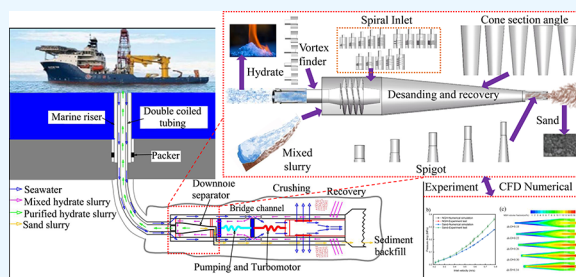 Spiral Inlet
Cone section angle
Hydrate
Vortex
finder
Desanding and recovery
Sand
Mixed
slurry
Spigot
Marine riser
Double coiled
tubing
Packer
Seawater
Mixed hydrate slurry
Purified hydrate slurry
Sand slurry
Downhoe
separator
Bridge channel
Crushing
Recovery
Sediment
backfill
Pumping and Turbomotor
Experiment
CFD Numerical
b)
(c)